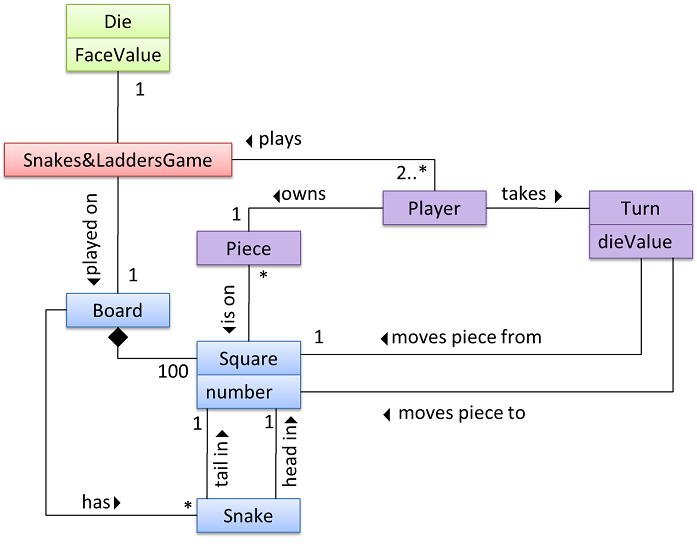 Die
FaceValue
1
Snakes&LaddersGame
plays
2..*
owns
Player
takes
Turn
dieValue
1
Piece
*
played on
1
is on
Board
Square
number
1
moves piece from
100
moves piece to
1
1
tail in
head in
has
*
Snake